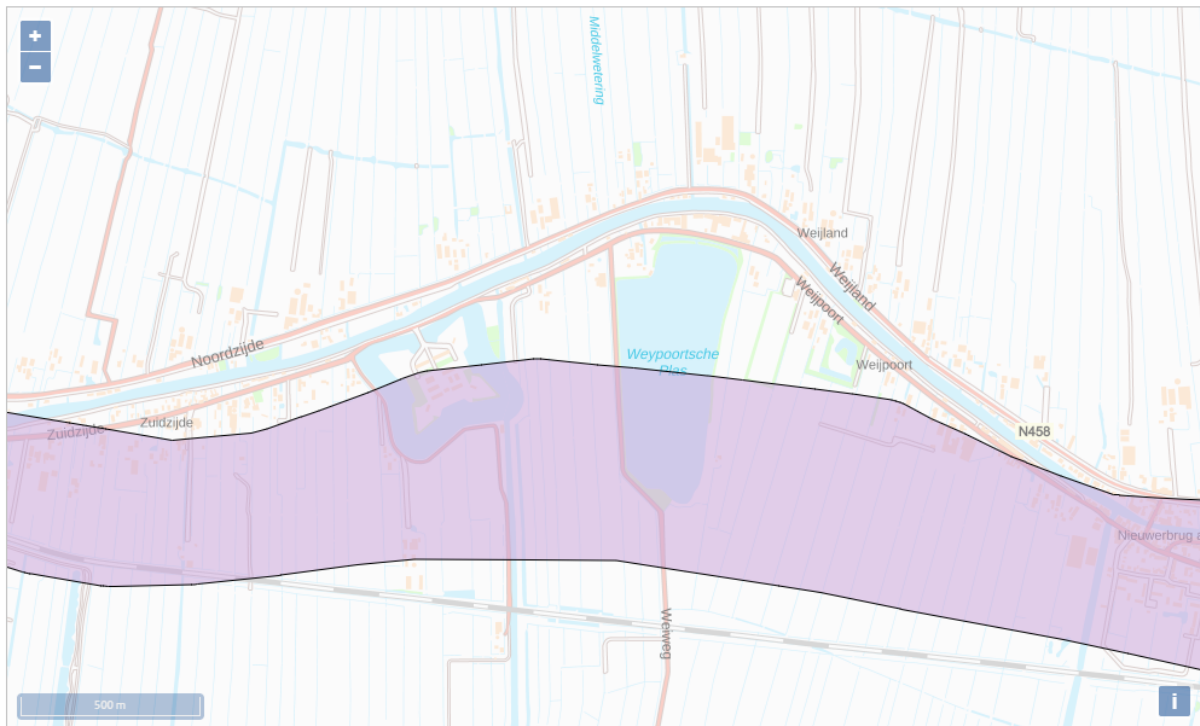 +
−
Middelwetering
Weijland
Weijland
Weijpoort
Noordzijde
Weypoortsche
Plas
Weijpoort
Zuidzijde
Zuidzijde
N458
Nieuwerbrug a
Weiweg
500 m
i